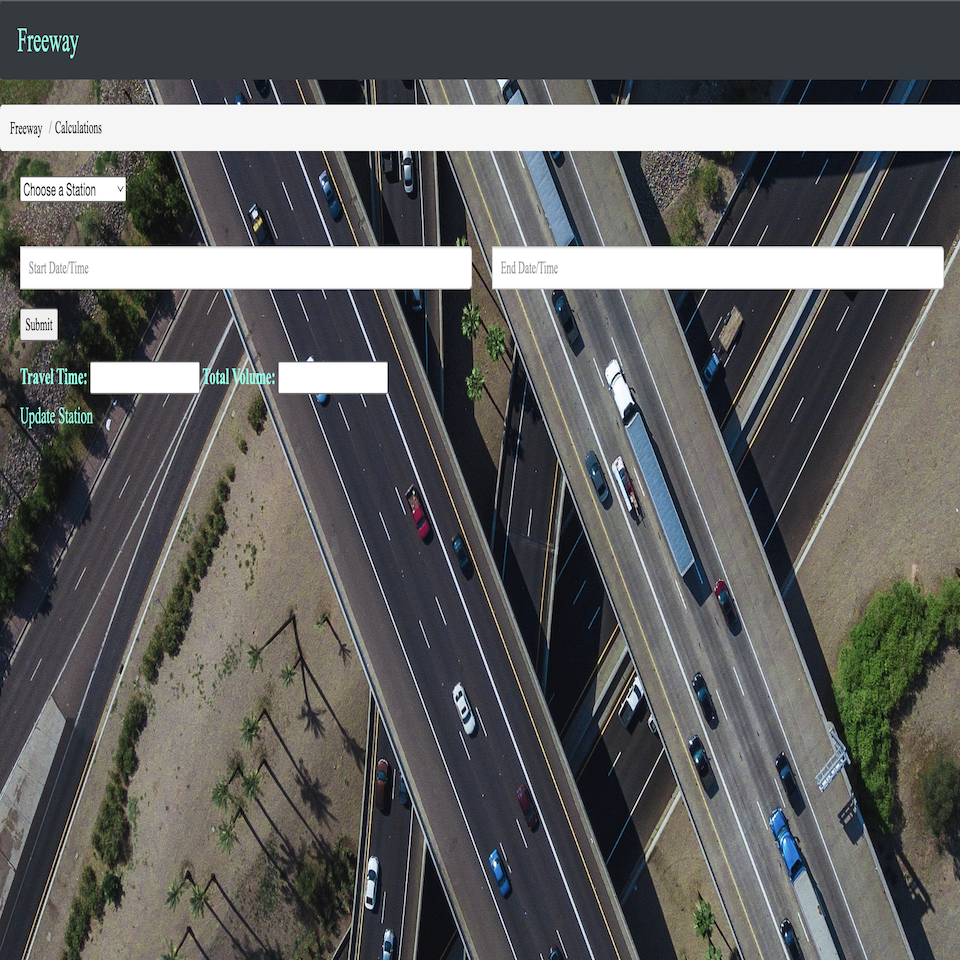 Freeway
Freeway / Calculations
Choose a Station
Start Date/Time End Date/Time
Submit
Travel Time: Total Volume:
Update Station